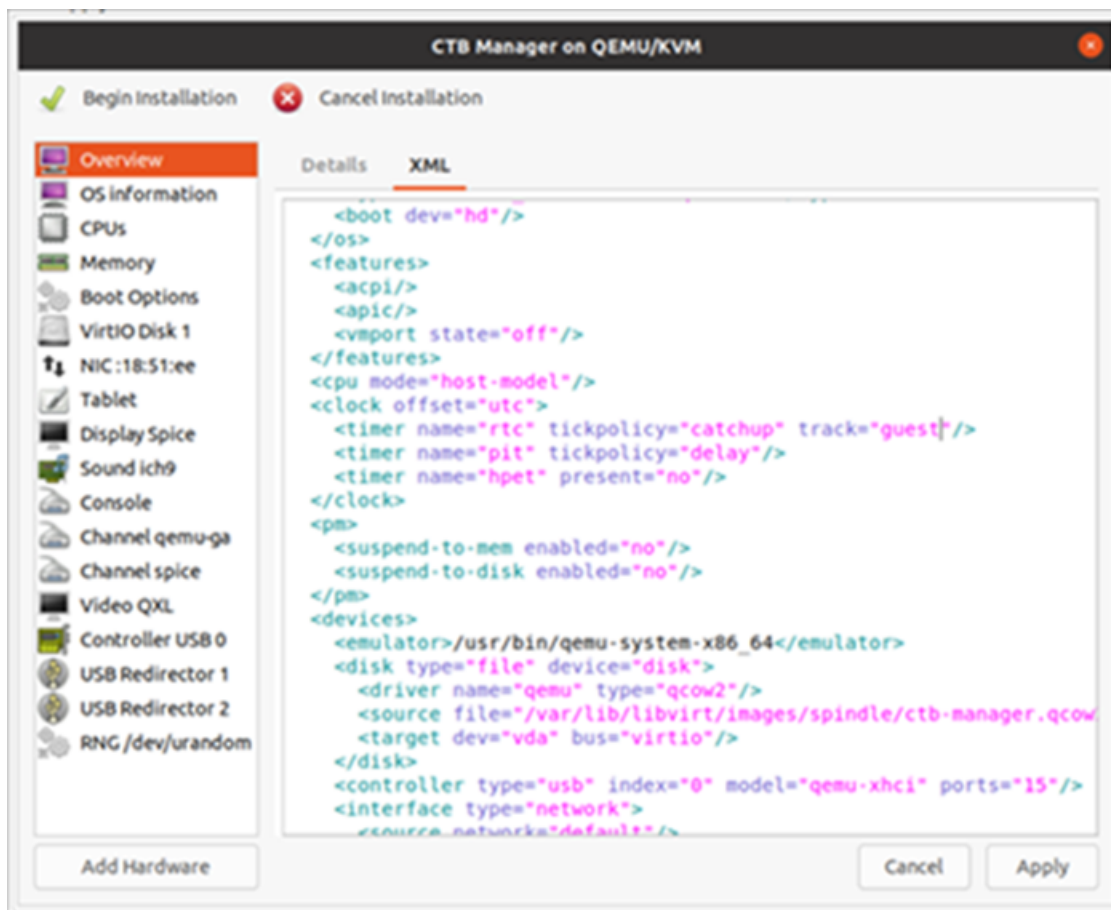 CTB Manager on QEMU/KVM
Begin Installation
Cancel Installation
Overview
OS information
CPUs
Memory
Boot Options
VirtIO Disk 1
NIC :18:51:ee
Tablet
Display Spice
Sound ich9
Console
Channel qemu-ga
Channel spice
Video QXL
Controller USB 0
USB Redirector 1
USB Redirector 2
RNG /dev/urandom
Add Hardware
Details
XML
<boot dev="hd"/>
</os>
<features>
<acpi/>
<apic/>
<vmport state="off"/>
</features>
<cpu mode="host-model"/>
<clock offset="utc">
<timer name="rtc" tickpolicy="catchup" track="guest"/>
<timer name="pit" tickpolicy="delay"/>
<timer name="hpet" present="no"/>
</clock>
<pm>
<suspend-to-mem enabled="no"/>
<suspend-to-disk enabled="no"/>
</pm>
<devices>
<emulator>/usr/bin/qemu-system-x86_64</emulator>
<disk type="file" device="disk">
<driver name="qemu" type="qcow2"/>
<source file="/var/lib/libvirt/images/spindle/ctb-manager.qcow
<target dev="vda" bus="virtio"/>
</disk>
<controller type="usb" index="0" model="qemu-xhci" ports="15"/>
<interface type="network">
<source network="default"/>
Cancel
Apply